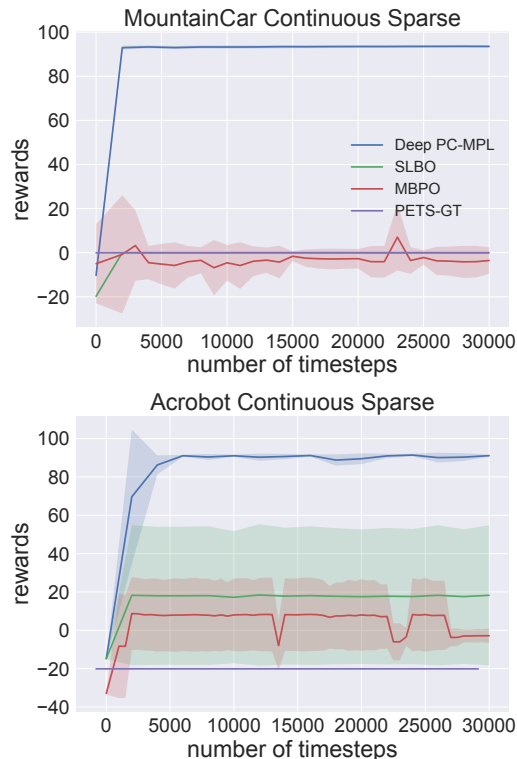 MountainCar Continuous Sparse
100
80
60
40
20
0
−20
rewards
Deep PC-MPL
SLBO
MBPO
PETS-GT
0 5000 10000 15000 20000 25000 30000
number of timesteps
Acrobot Continuous Sparse
100
80
60
40
20
0
−20
−40
rewards
0 5000 10000 15000 20000 25000 30000
number of timesteps